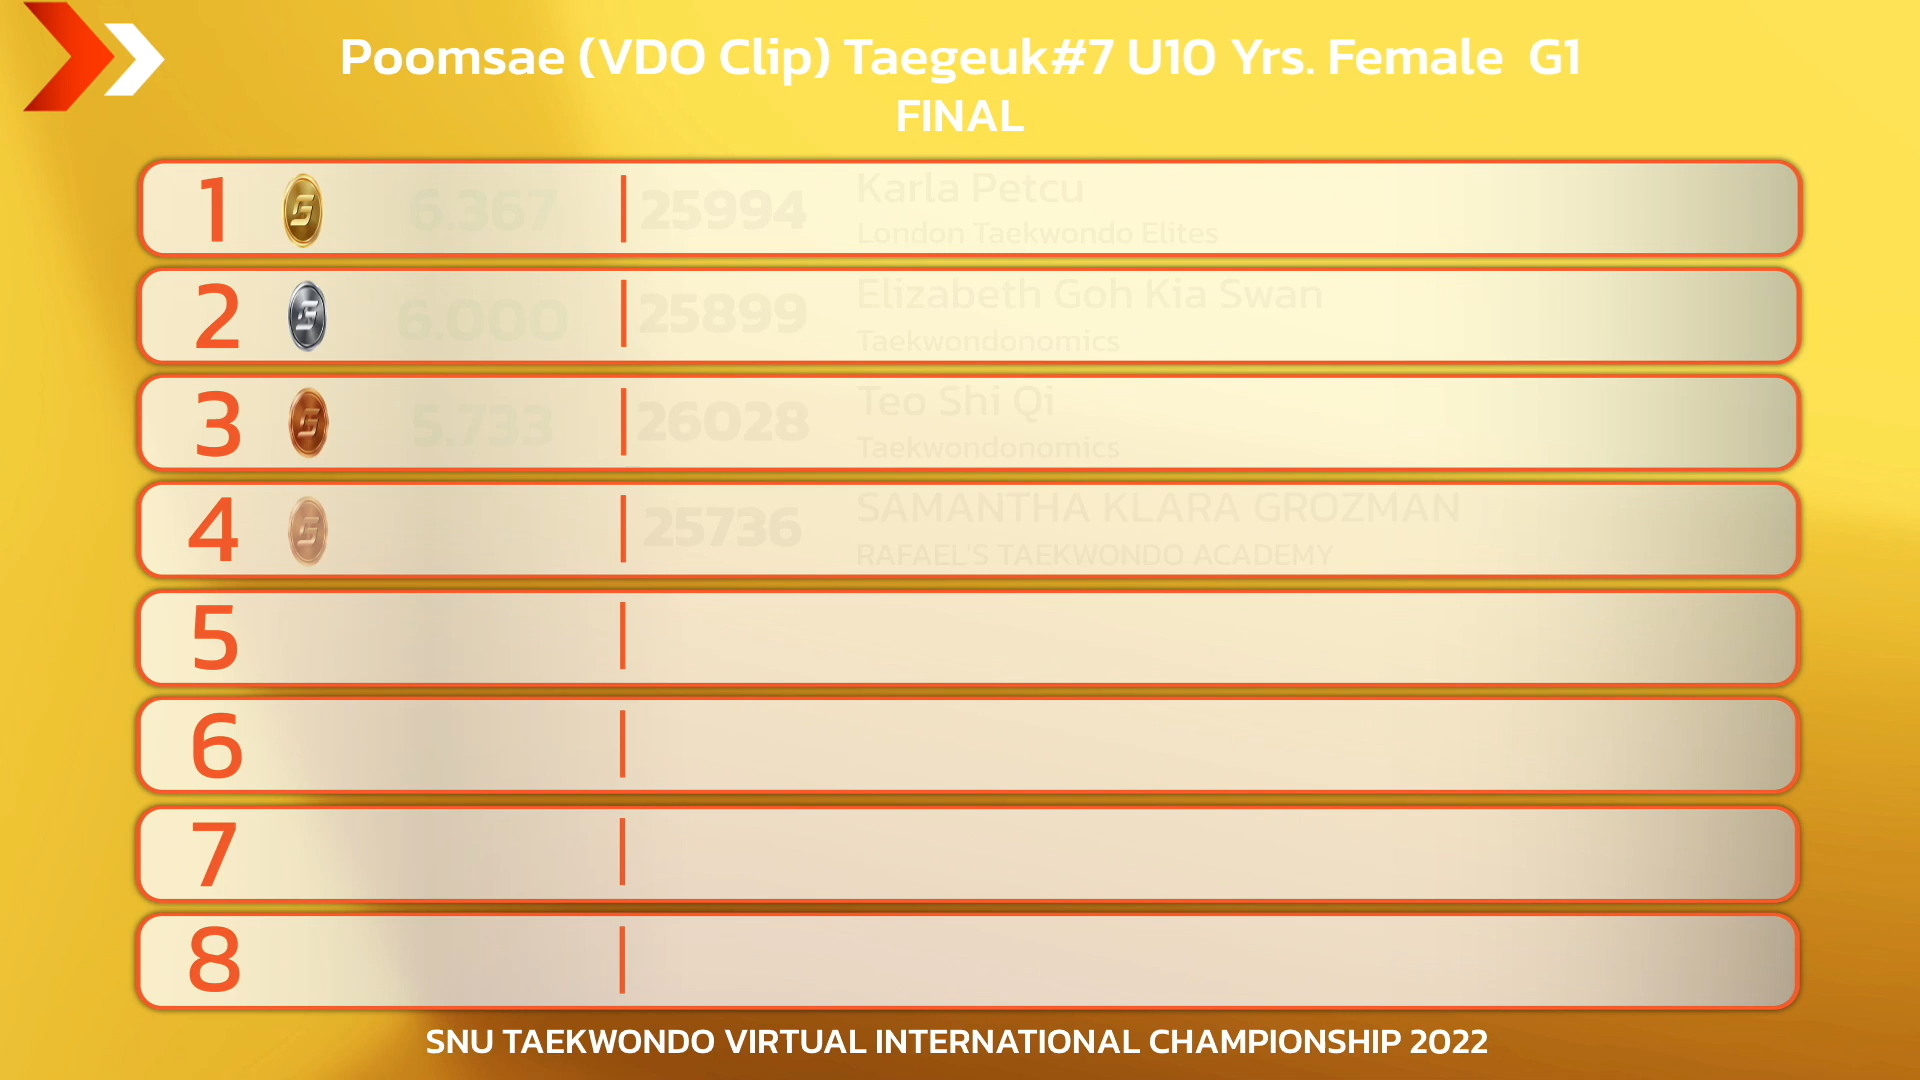 Poomsae (VDO Clip) Taegeuk#7 U10 Yrs. Female G1
FINAL
1 6.367 25994 Karla Petcu
London Taekwondo Elites
2 6.000 25899 Elizabeth Goh Kia Swan
Taekwondonomics
3 5.733 26028 Teo Shi Qi
Taekwondonomics
4 25736 SAMANTHA KLARA GROZMAN
RAFAEL'S TAEKWONDO ACADEMY
5
6
7
8
SNU TAEKWONDO VIRTUAL INTERNATIONAL CHAMPIONSHIP 2022